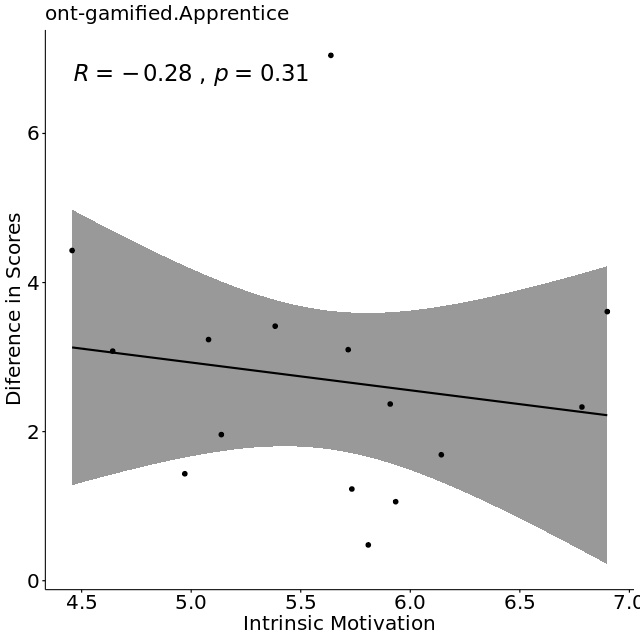 ont-gamified.Apprentice
R = −0.28 , p = 0.31
6
4
2
0
Diference in Scores
4.5 5.0 5.5 6.0 6.5 7.0
Intrinsic Motivation